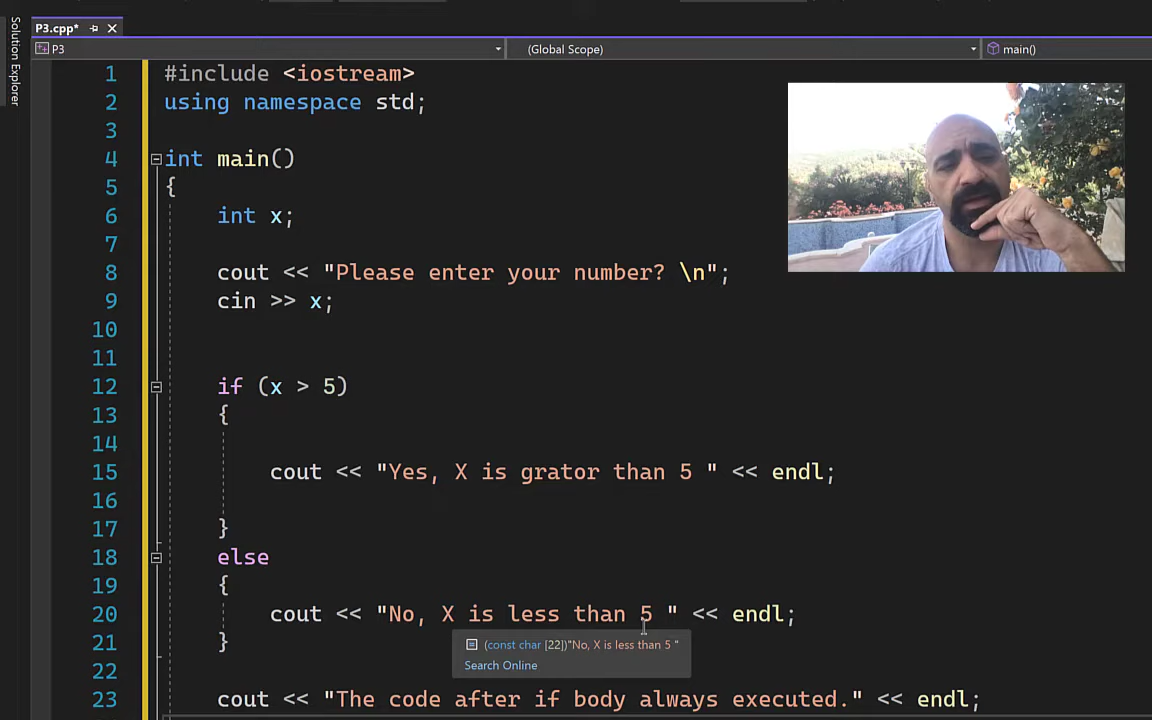 Solution Explorer
P3.cpp*
P3 (Global Scope) main()
1 #include <iostream>
2 using namespace std;
3
4 int main()
5 {
6 int x;
7
8 cout << "Please enter your number? \n";
9 cin >> x;
10
11
12 if (x > 5)
13 {
14
15 cout << "Yes, X is grator than 5 " << endl;
16
17 }
18 else
19 {
20 cout << "No, X is less than 5 " << endl;
21 }
(const char [22])"No, X is less than 5 "
Search Online
22
23 cout << "The code after if body always executed." << endl;